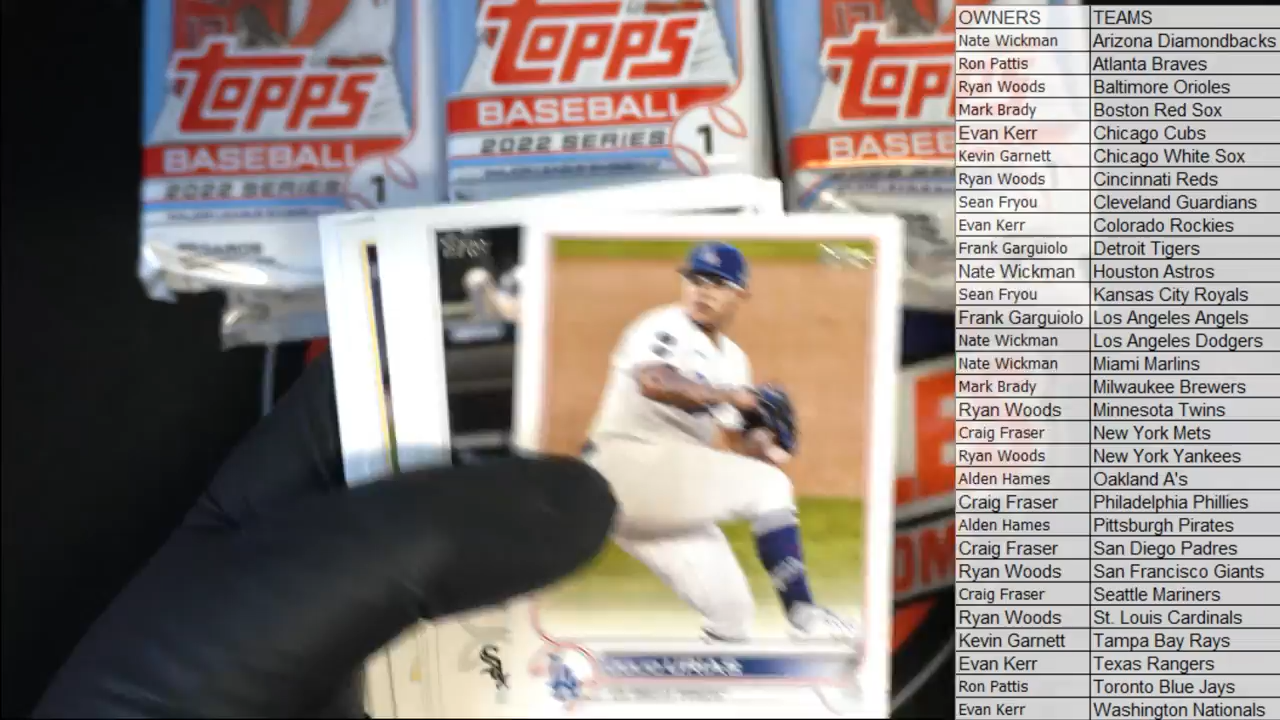 TOPPS
BASEBALL
2022 SERIES 1
TOPPS
BASEBALL
2022 SERIES 1
TOPPS
BASEBALL
OWNERS TEAMS
Nate Wickman Arizona Diamondbacks
Ron Pattis Atlanta Braves
Ryan Woods Baltimore Orioles
Mark Brady Boston Red Sox
Evan Kerr Chicago Cubs
Kevin Garnett Chicago White Sox
Ryan Woods Cincinnati Reds
Sean Fryou Cleveland Guardians
Evan Kerr Colorado Rockies
Frank Garguiolo Detroit Tigers
Nate Wickman Houston Astros
Sean Fryou Kansas City Royals
Frank Garguiolo Los Angeles Angels
Nate Wickman Los Angeles Dodgers
Nate Wickman Miami Marlins
Mark Brady Milwaukee Brewers
Ryan Woods Minnesota Twins
Craig Fraser New York Mets
Ryan Woods New York Yankees
Alden Hames Oakland A's
Craig Fraser Philadelphia Phillies
Alden Hames Pittsburgh Pirates
Craig Fraser San Diego Padres
Ryan Woods San Francisco Giants
Craig Fraser Seattle Mariners
Ryan Woods St. Louis Cardinals
Kevin Garnett Tampa Bay Rays
Evan Kerr Texas Rangers
Ron Pattis Toronto Blue Jays
Evan Kerr Washington Nationals
SOX
LA